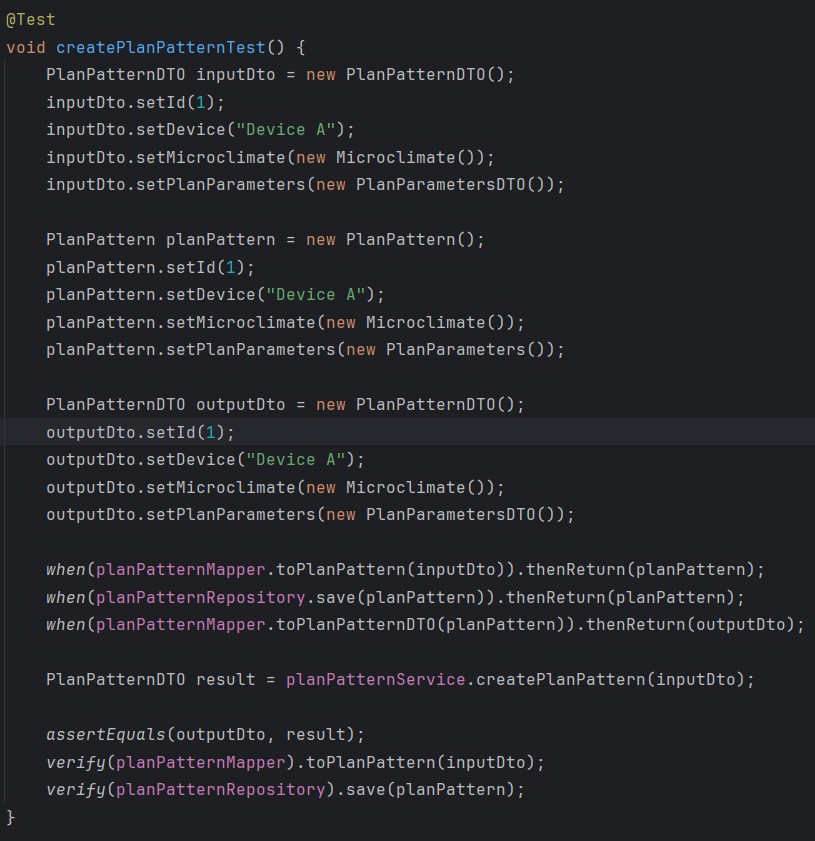 @Test
void createPlanPatternTest() {
    PlanPatternDTO inputDto = new PlanPatternDTO();
    inputDto.setId(1);
    inputDto.setDevice("Device A");
    inputDto.setMicroclimate(new Microclimate());
    inputDto.setPlanParameters(new PlanParametersDTO());

    PlanPattern planPattern = new PlanPattern();
    planPattern.setId(1);
    planPattern.setDevice("Device A");
    planPattern.setMicroclimate(new Microclimate());
    planPattern.setPlanParameters(new PlanParameters());

    PlanPatternDTO outputDto = new PlanPatternDTO();
    outputDto.setId(1);
    outputDto.setDevice("Device A");
    outputDto.setMicroclimate(new Microclimate());
    outputDto.setPlanParameters(new PlanParametersDTO());

    when(planPatternMapper.toPlanPattern(inputDto)).thenReturn(planPattern);
    when(planPatternRepository.save(planPattern)).thenReturn(planPattern);
    when(planPatternMapper.toPlanPatternDTO(planPattern)).thenReturn(outputDto);

    PlanPatternDTO result = planPatternService.createPlanPattern(inputDto);

    assertEquals(outputDto, result);
    verify(planPatternMapper).toPlanPattern(inputDto);
    verify(planPatternRepository).save(planPattern);
}